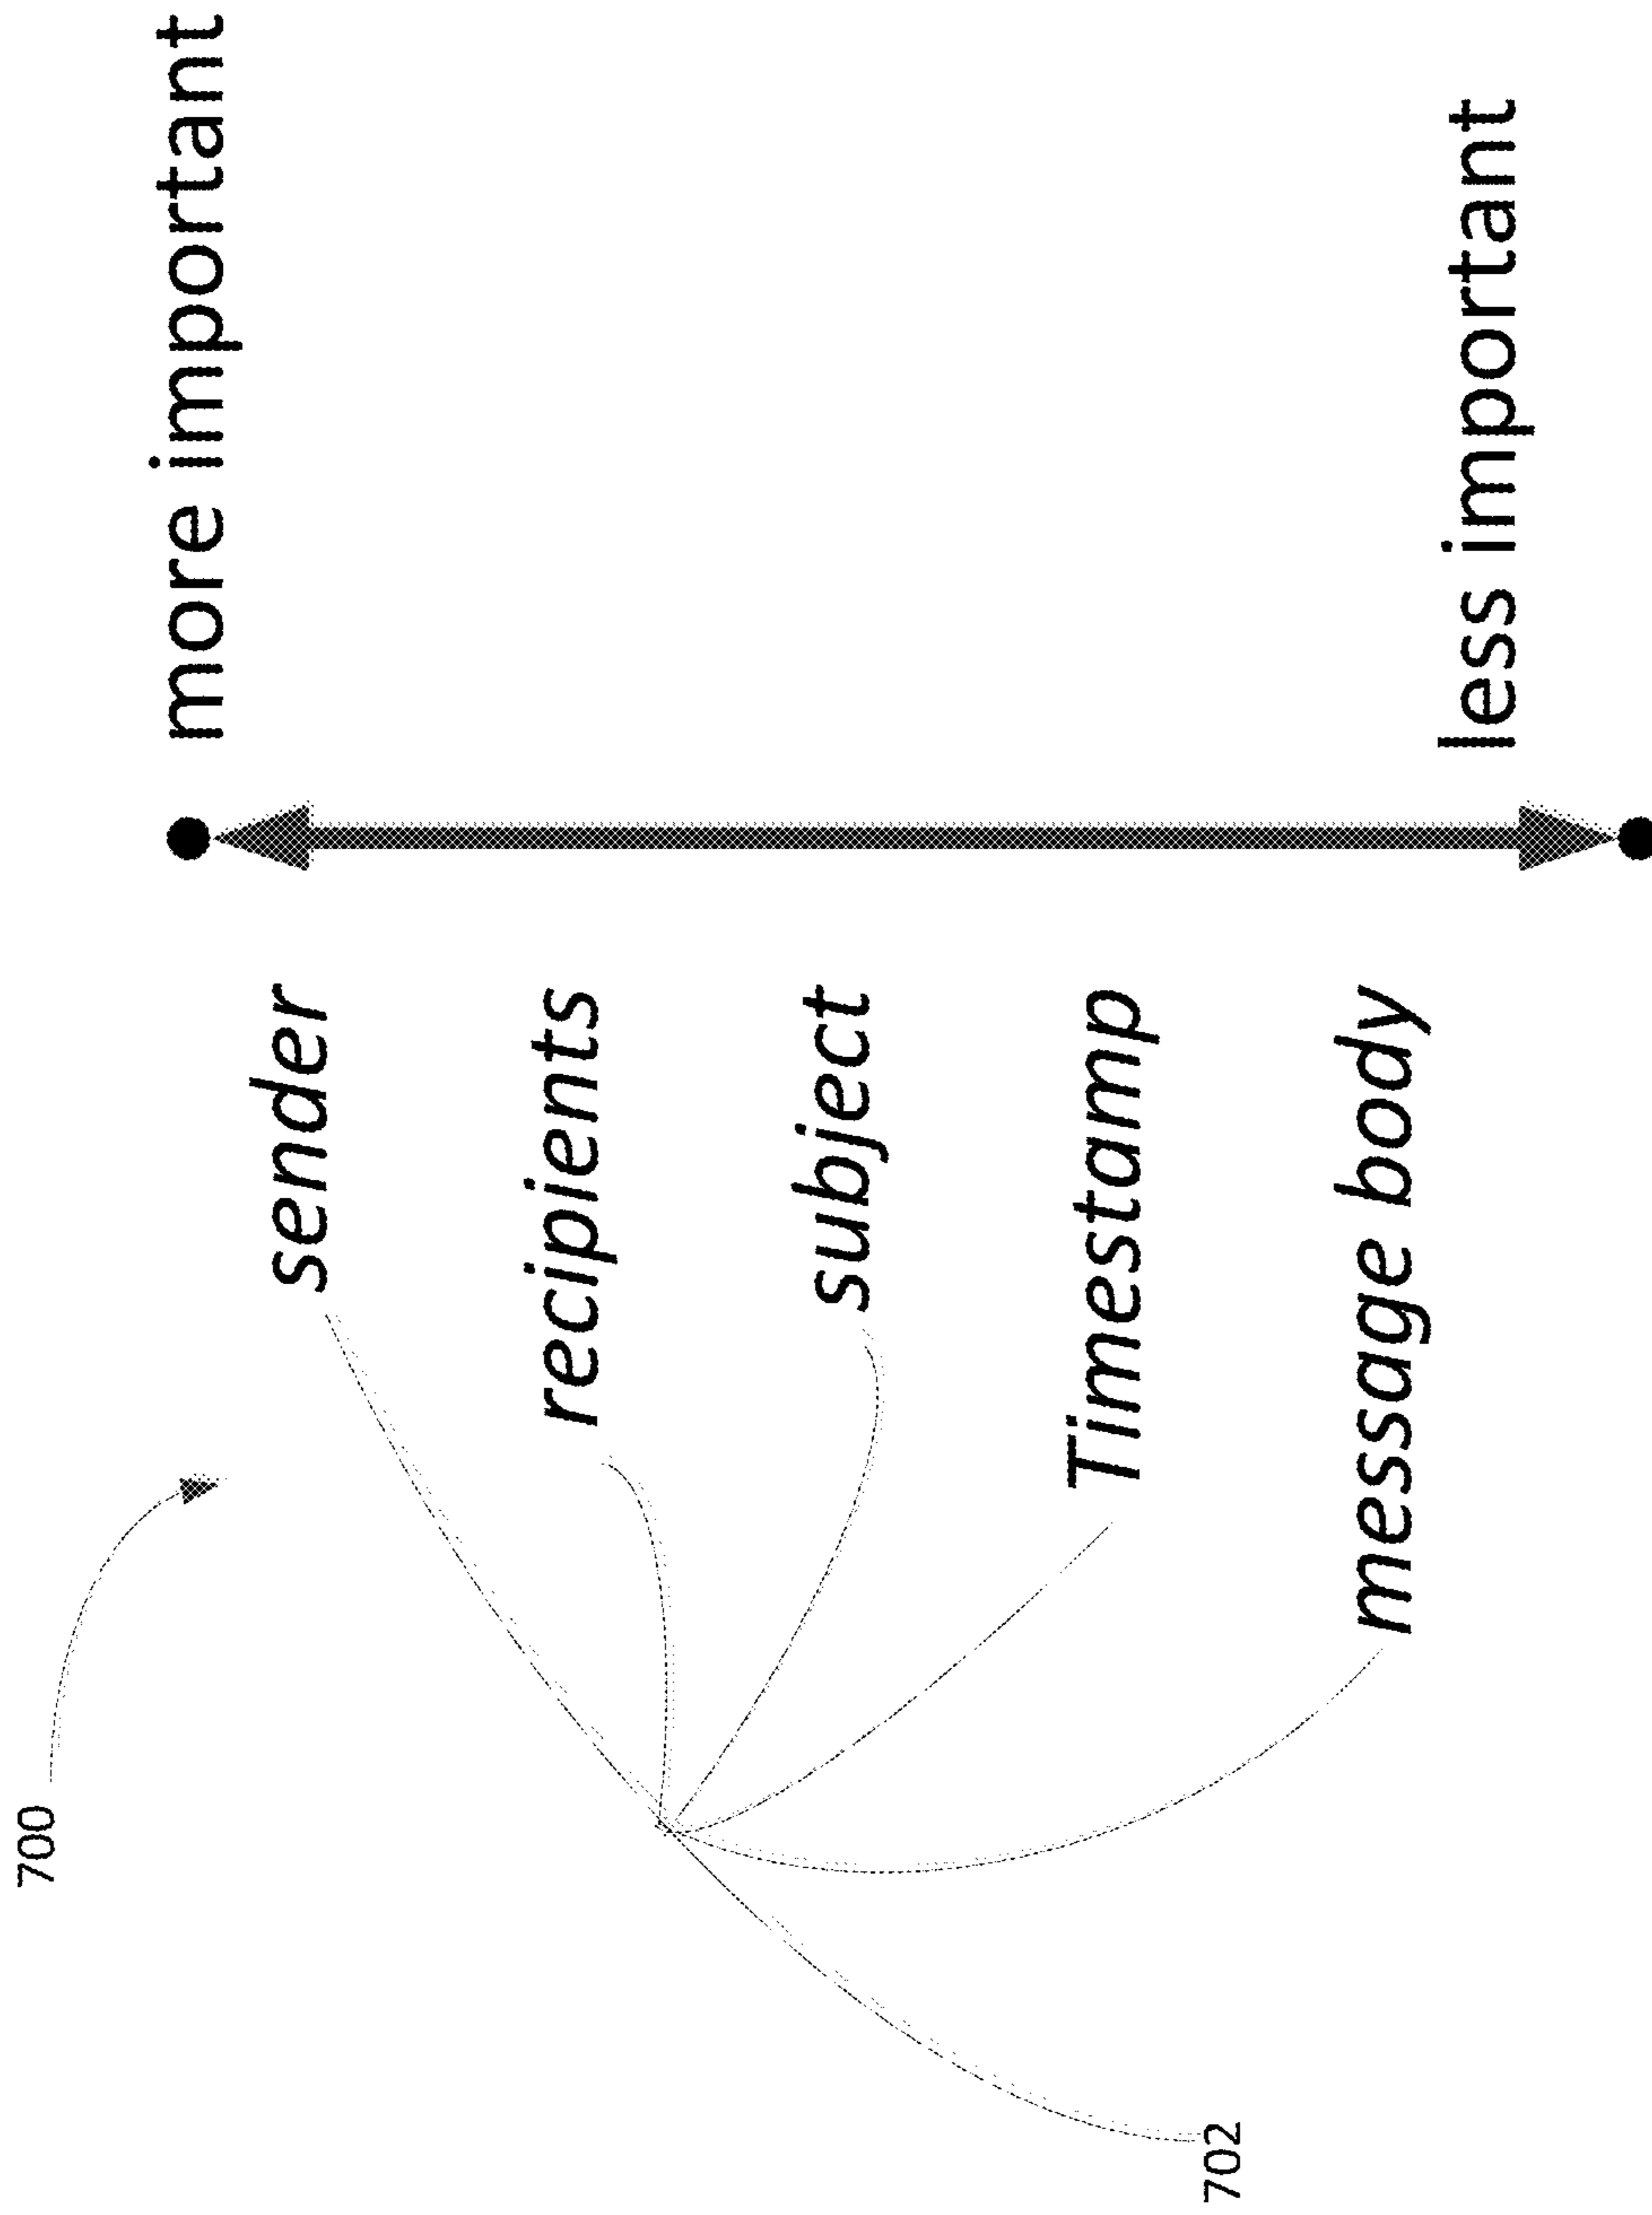 700
more important
sender
recipients
subject
Timestamp
message body
less important
702